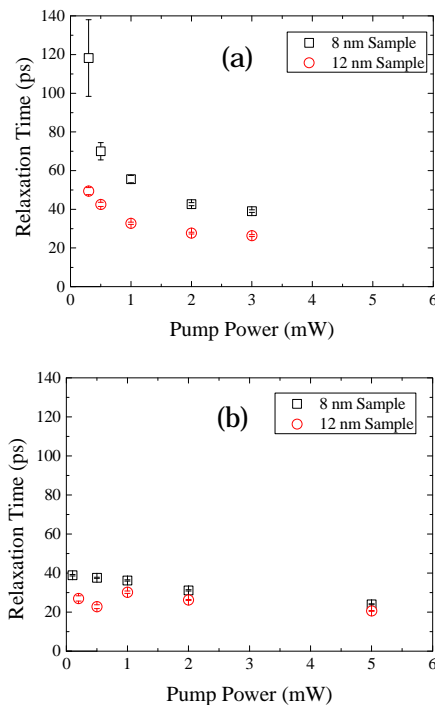 140
120
100
80
60
40
20
0
Relaxation Time (ps)
(a)
8 nm Sample
12 nm Sample
0 1 2 3 4 5 6
Pump Power (mW)
140
120
100
80
60
40
20
0
Relaxation Time (ps)
(b)
8 nm Sample
12 nm Sample
0 1 2 3 4 5 6
Pump Power (mW)